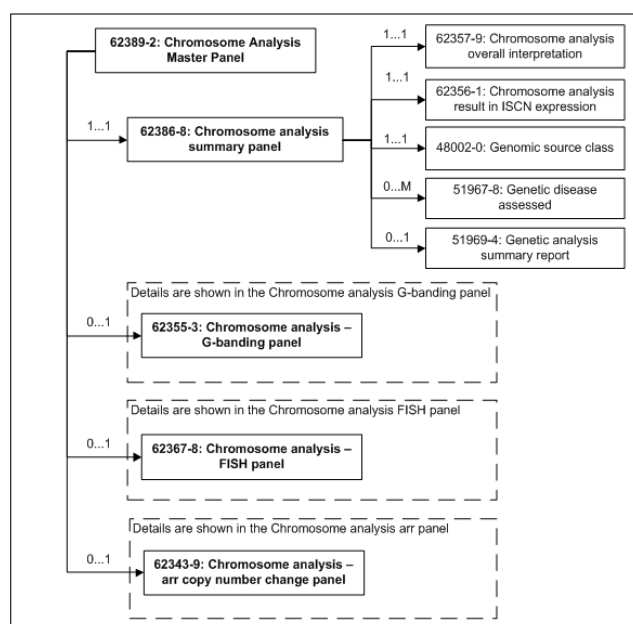 62389-2: Chromosome Analysis
Master Panel
1...1
62386-8: Chromosome analysis
summary panel
1...1
62357-9: Chromosome analysis
overall interpretation
1...1
62356-1: Chromosome analysis
result in ISCN expression
1...1
48002-0: Genomic source class
0...M
51967-8: Genetic disease
assessed
0...1
51969-4: Genetic analysis
summary report
Details are shown in the Chromosome analysis G-banding panel
0...1
62355-3: Chromosome analysis –
G-banding panel
Details are shown in the Chromosome analysis FISH panel
0...1
62367-8: Chromosome analysis –
FISH panel
Details are shown in the Chromosome analysis arr panel
0...1
62343-9: Chromosome analysis –
arr copy number change panel